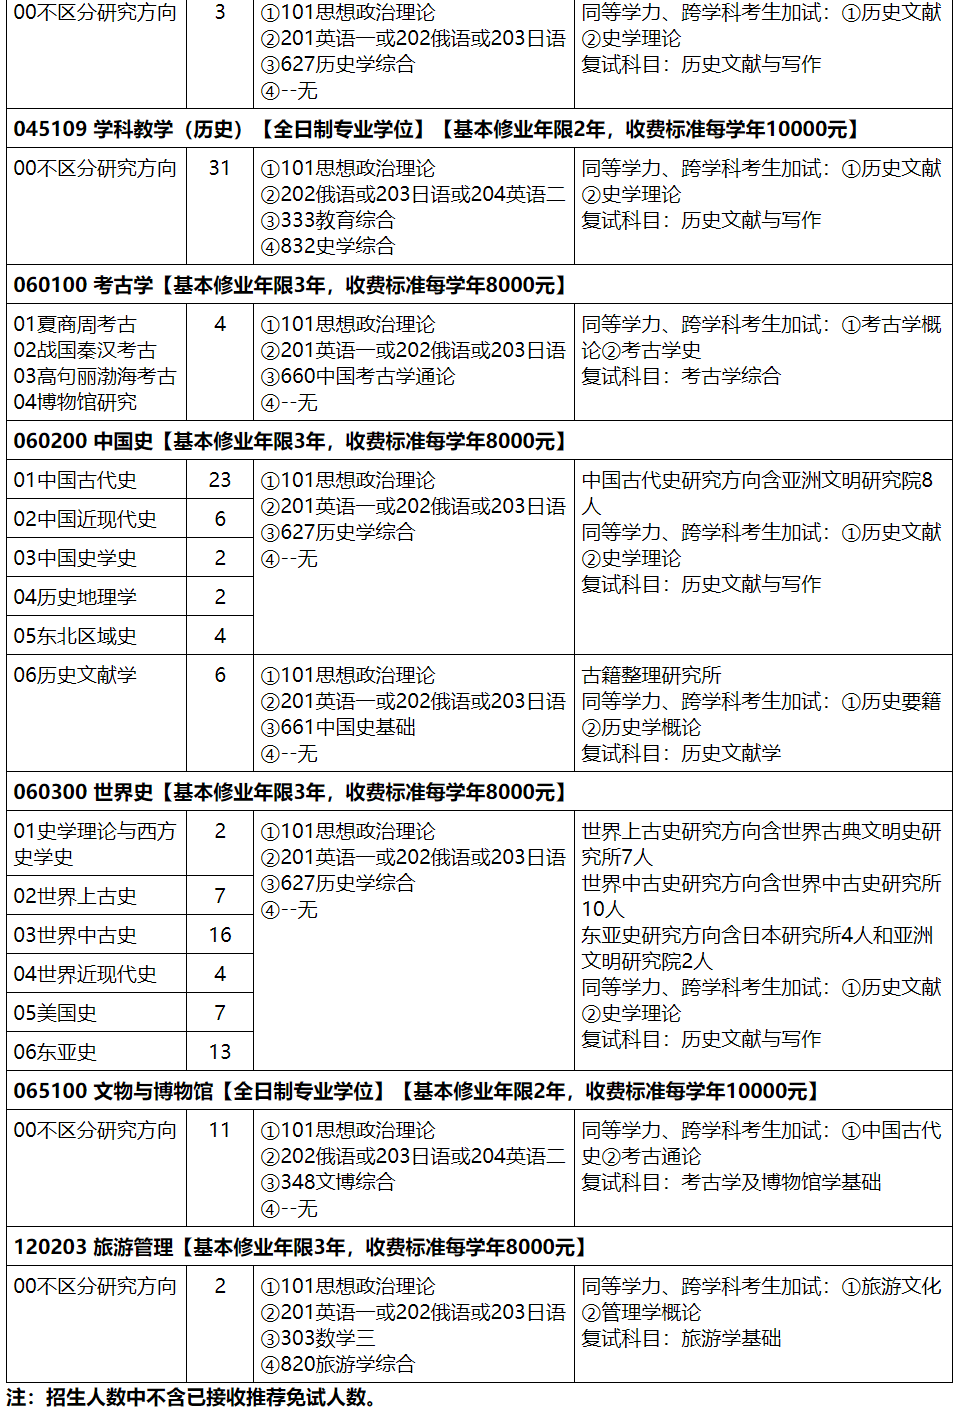 00不区分研究方向 3 ①101思想政治理论 同等学力、跨学科考生加试：①历史文献
②201英语一或202俄语或203日语 ②史学理论
③627历史学综合 复试科目：历史文献与写作
④--无
045109 学科教学（历史）【全日制专业学位】【基本修业年限2年，收费标准每学年10000元】
00不区分研究方向 31 ①101思想政治理论 同等学力、跨学科考生加试：①历史文献
②202俄语或203日语或204英语二 ②史学理论
③333教育综合 复试科目：历史文献与写作
④832史学综合
060100 考古学【基本修业年限3年，收费标准每学年8000元】
01夏商周考古 4 ①101思想政治理论 同等学力、跨学科考生加试：①考古学概
02战国秦汉考古 ②201英语一或202俄语或203日语 论②考古学史
03高句丽渤海考古 ③660中国考古学通论 复试科目：考古学综合
04博物馆研究 ④--无
060200 中国史【基本修业年限3年，收费标准每学年8000元】
01中国古代史 23 ①101思想政治理论 中国古代史研究方向含亚洲文明研究院8
②201英语一或202俄语或203日语 人
02中国近现代史 6 ③627历史学综合 同等学力、跨学科考生加试：①历史文献
03中国史学史 2 ④--无 ②史学理论
04历史地理学 2 复试科目：历史文献与写作
05东北区域史 4
06历史文献学 6 ①101思想政治理论 古籍整理研究所
②201英语一或202俄语或203日语 同等学力、跨学科考生加试：①历史要籍
③661中国史基础 ②历史学概论
④--无 复试科目：历史文献学
060300 世界史【基本修业年限3年，收费标准每学年8000元】
01史学理论与西方 2 ①101思想政治理论 世界上古史研究方向含世界古典文明史研
史学史 ②201英语一或202俄语或203日语 究所7人
02世界上古史 7 ③627历史学综合 世界中古史研究方向含世界中古史研究所
④--无 10人
03世界中古史 16 东亚史研究方向含日本研究所4人和亚洲
文明研究院2人
04世界近现代史 4 同等学力、跨学科考生加试：①历史文献
05美国史 7 ②史学理论
06东亚史 13 复试科目：历史文献与写作
065100 文物与博物馆【全日制专业学位】【基本修业年限2年，收费标准每学年10000元】
00不区分研究方向 11 ①101思想政治理论 同等学力、跨学科考生加试：①中国古代
②202俄语或203日语或204英语二 史②考古通论
③348文博综合 复试科目：考古学及博物馆学基础
④--无
120203 旅游管理【基本修业年限3年，收费标准每学年8000元】
00不区分研究方向 2 ①101思想政治理论 同等学力、跨学科考生加试：①旅游文化
②201英语一或202俄语或203日语 ②管理学概论
③303数学三 复试科目：旅游学基础
④820旅游学综合
注：招生人数中不含已接收推荐免试人数。